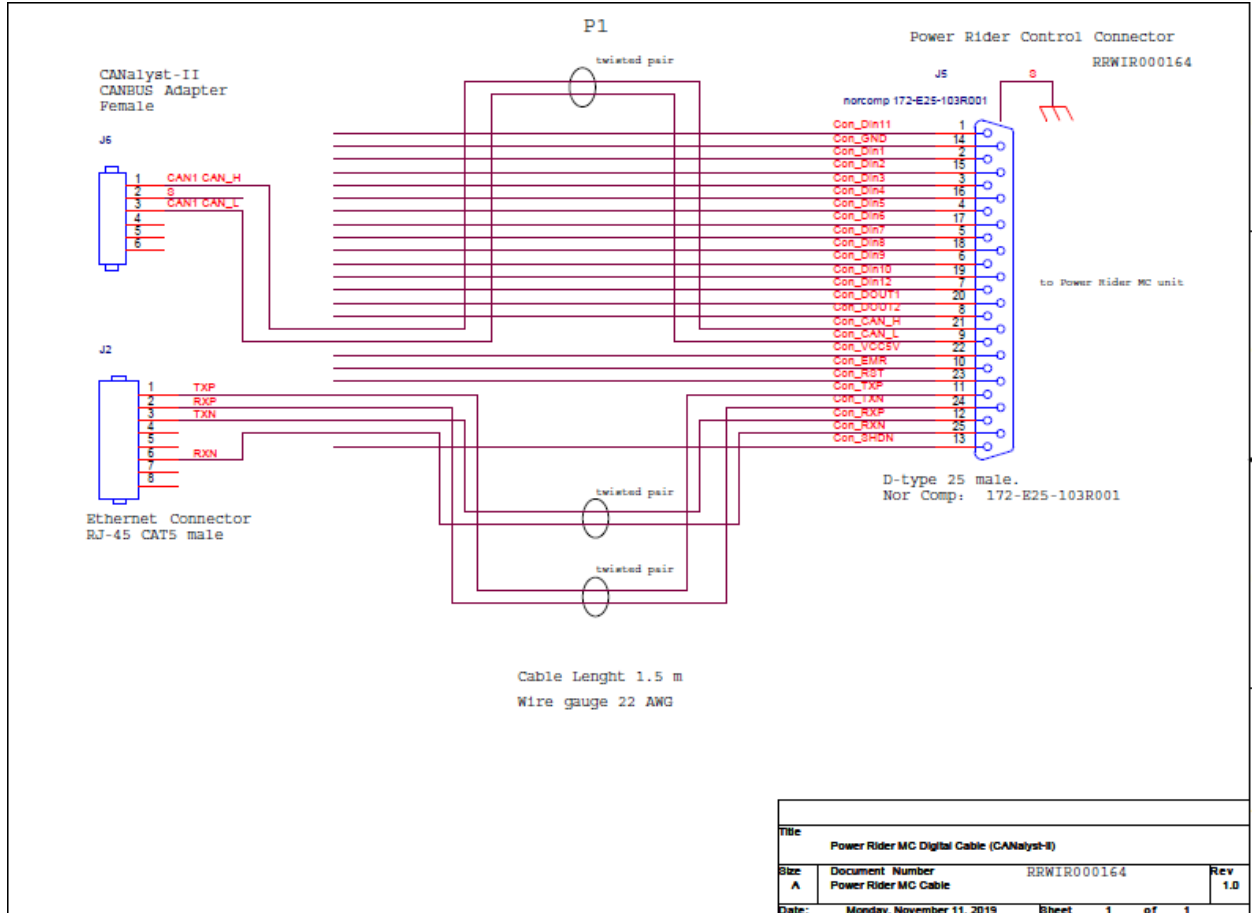 P1
Power Rider Control Connector
RRWIR000164
twisted pair
CANalyst-II
CANBUS Adapter
Female
J6
J5
S
norcomp 172-E25-103R001
Con_Din11 1
Con_GND 14
Con_Din1 2
Con_Din2 15
Con_Din3 3
Con_Din4 16
Con_Din5 4
Con_Din6 17
Con_Din7 5
Con_Din8 18
Con_Din9 6
Con_Din10 19
Con_Din12 7
Con_DOUT1 20
Con_DOUT2 8
Con_CAN_H 21
Con_CAN_L 9
Con_VCC5V 22
Con_EMR 10
Con_RST 23
Con_TXP 11
Con_TXN 24
Con_RXP 12
Con_RXN 25
Con_SHDN 13
1 CAN1 CAN_H
2 S
3 CAN1 CAN_L
4
5
6
to Power Rider MC unit
J2
1 TXP
2 RXP
3 TXN
4
5
6 RXN
7
8
Ethernet Connector
RJ-45 CAT5 male
D-type 25 male.
Nor Comp: 172-E25-103R001
twisted pair
twisted pair
Cable Lenght 1.5 m
Wire gauge 22 AWG
Title
Power Rider MC Digital Cable (CANalyst-II)
Size Document Number RRWIR000164 Rev
A Power Rider MC Cable 1.0
Date: Monday, November 11, 2019 Sheet 1 of 1